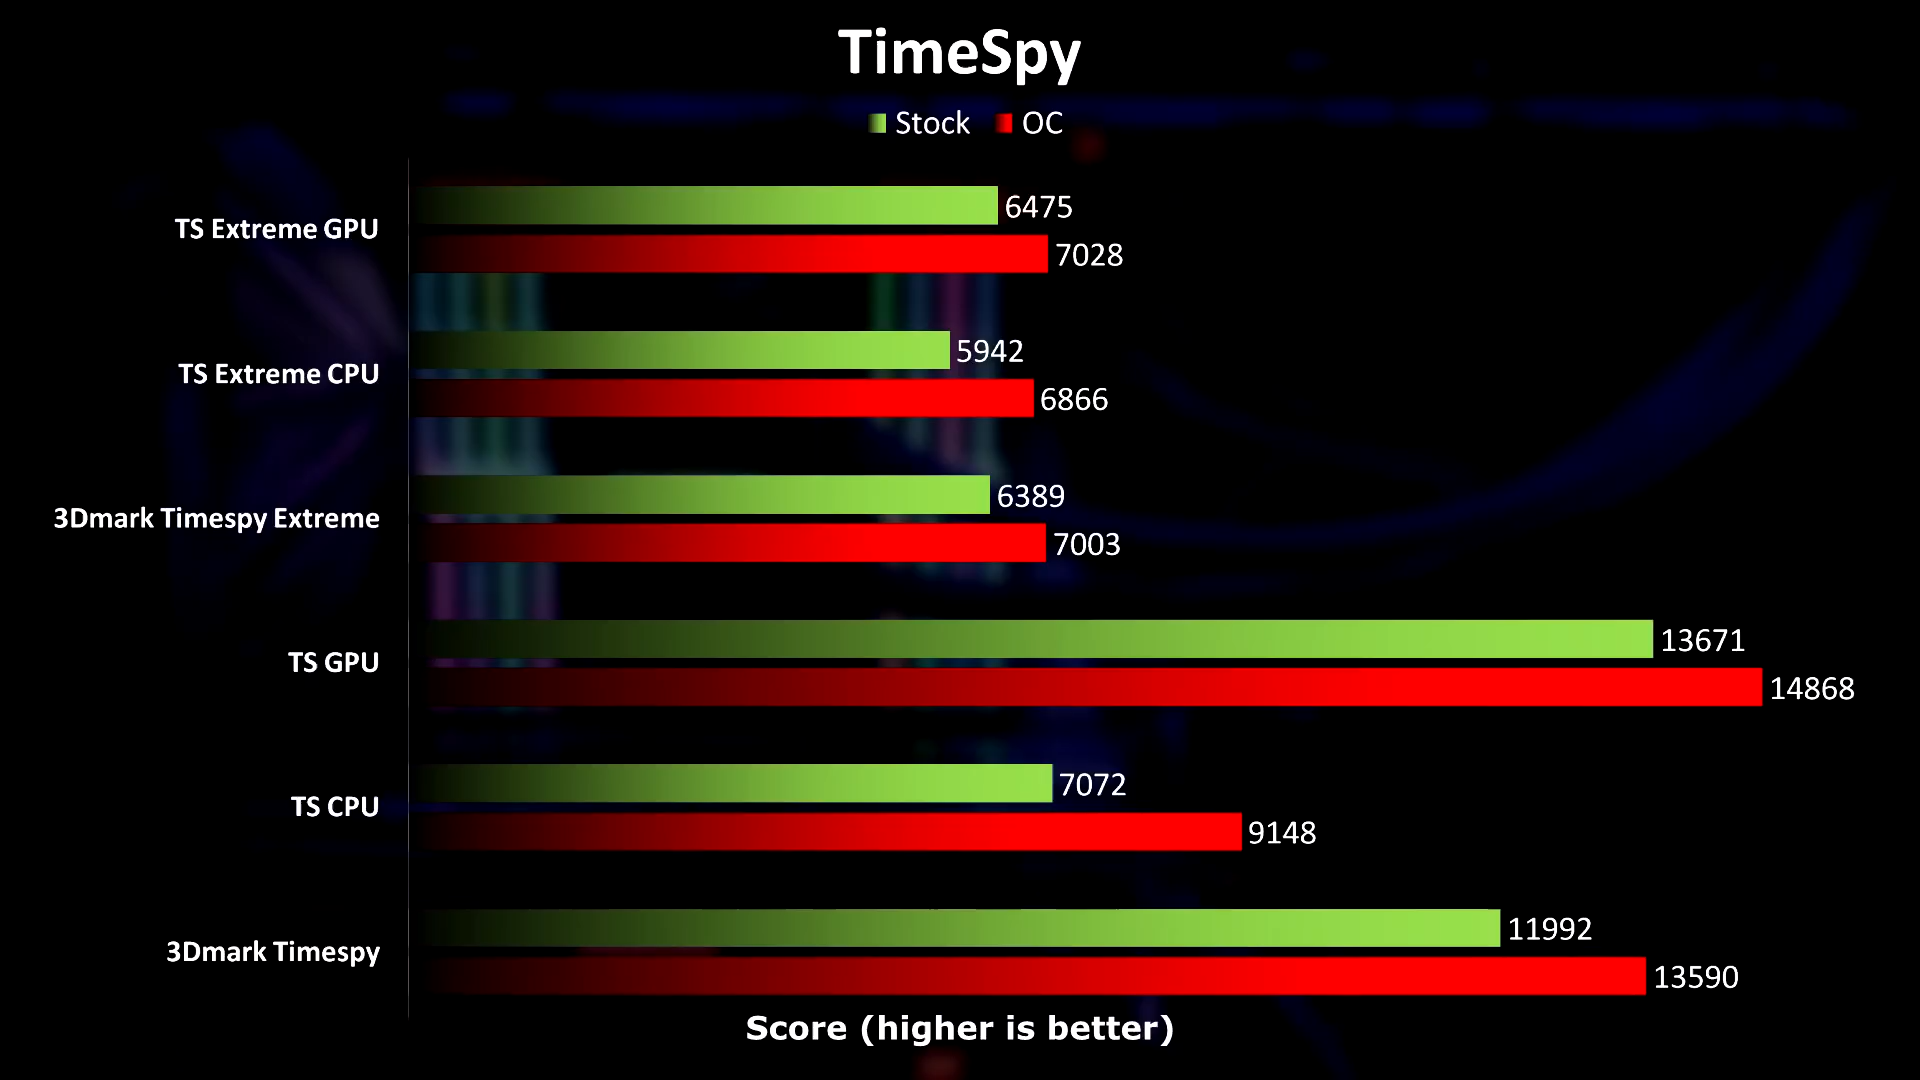 TimeSpy
Stock OC
TS Extreme GPU
6475
7028
TS Extreme CPU
5942
6866
3Dmark Timespy Extreme
6389
7003
TS GPU
13671
14868
TS CPU
7072
9148
3Dmark Timespy
11992
13590
Score (higher is better)